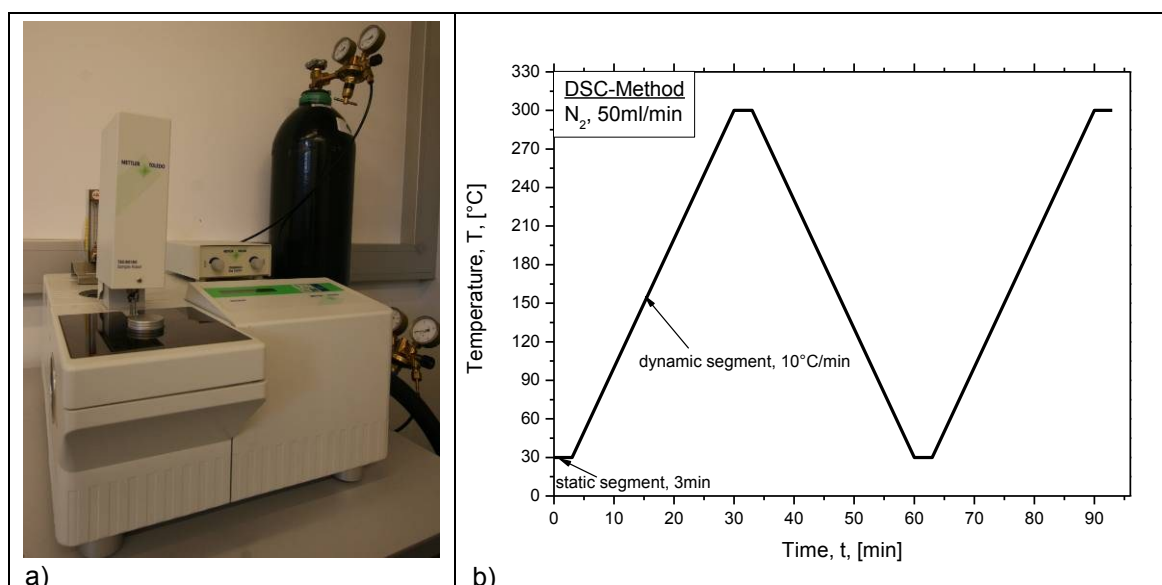 METTLER TOLEDO
a)
DSC-Method
N₂, 50ml/min
Temperature, T, [°C]
330
300
270
240
210
180
150
120
90
60
30
0
dynamic segment, 10°C/min
static segment, 3min
0 10 20 30 40 50 60 70 80 90
Time, t, [min]
b)